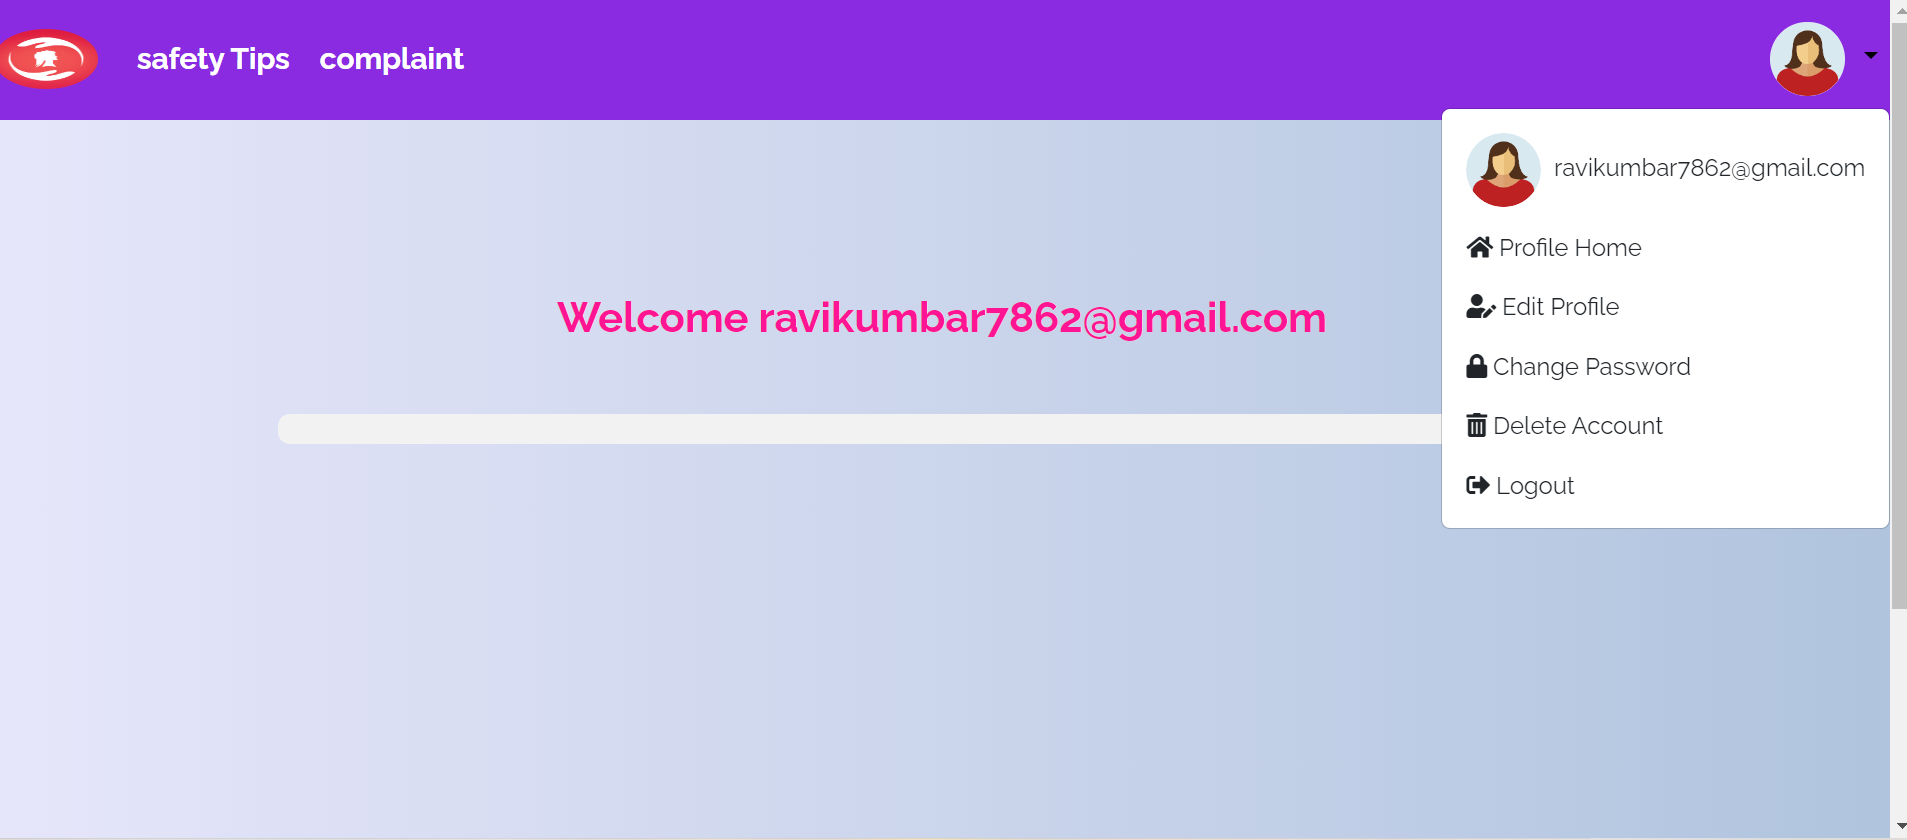 safety Tips complaint
ravikumbar7862@gmail.com
Profile Home
Edit Profile
Change Password
Delete Account
Logout
Welcome ravikumbar7862@gmail.com